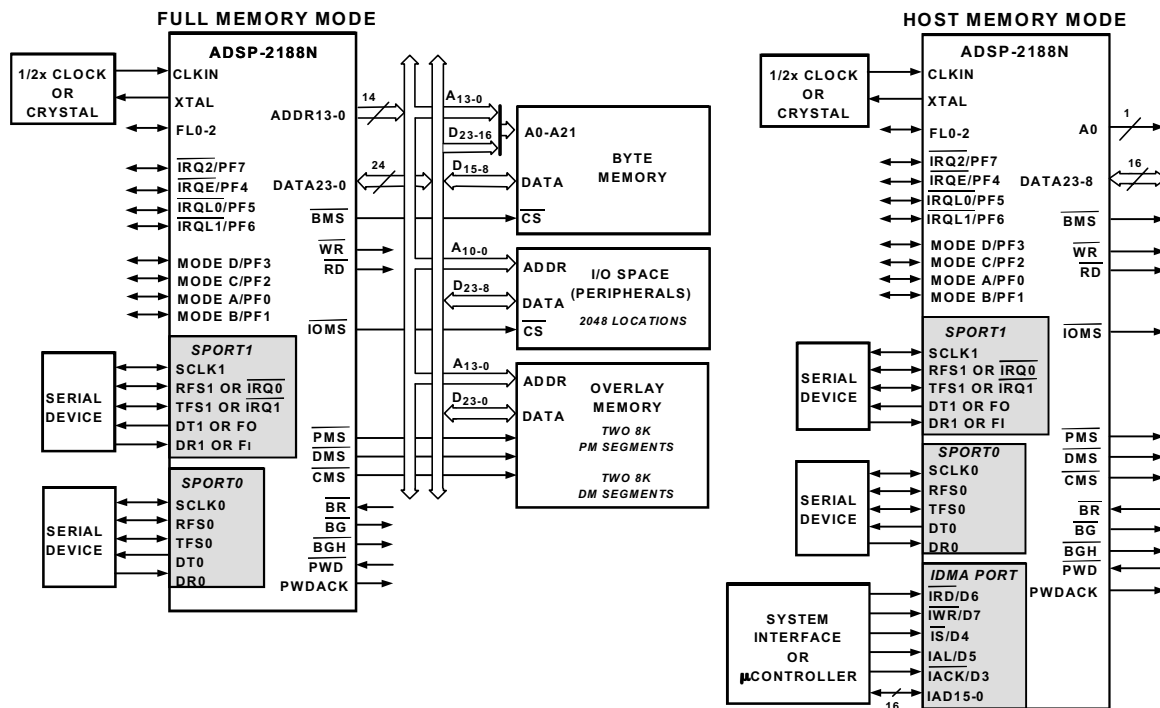 FULL MEMORY MODE
ADSP-2188N
1/2x CLOCK
OR
CRYSTAL
CLKIN
XTAL
FL0-2
IRQ2/PF7
IRQE/PF4
IRQL0/PF5
IRQL1/PF6
MODE D/PF3
MODE C/PF2
MODE A/PF0
MODE B/PF1
SPORT1
SCLK1
RFS1 OR IRQ0
TFS1 OR IRQ1
DT1 OR FO
DR1 OR FI
SERIAL
DEVICE
SPORT0
SCLK0
RFS0
TFS0
DT0
DR0
SERIAL
DEVICE
ADDR13-0
14
DATA23-0
24
BMS
WR
RD
IOMS
PMS
DMS
CMS
BR
BG
BGH
PWD
PWDACK
A13-0
D23-16
D15-8
A0-A21
DATA
CS
BYTE
MEMORY
A10-0
D23-8
ADDR
DATA
CS
I/O SPACE
(PERIPHERALS)
2048 LOCATIONS
A13-0
D23-0
ADDR
DATA
OVERLAY
MEMORY
TWO 8K
PM SEGMENTS
TWO 8K
DM SEGMENTS
HOST MEMORY MODE
ADSP-2188N
1/2x CLOCK
OR
CRYSTAL
CLKIN
XTAL
FL0-2
IRQ2/PF7
IRQE/PF4
IRQL0/PF5
IRQL1/PF6
MODE D/PF3
MODE C/PF2
MODE A/PF0
MODE B/PF1
SPORT1
SCLK1
RFS1 OR IRQ0
TFS1 OR IRQ1
DT1 OR FO
DR1 OR FI
SERIAL
DEVICE
SPORT0
SCLK0
RFS0
TFS0
DT0
DR0
SERIAL
DEVICE
IDMA PORT
IRD/D6
IWR/D7
IS/D4
IAL/D5
IACK/D3
IAD15-0
16
SYSTEM
INTERFACE
OR
μCONTROLLER
A0
1
DATA23-8
16
BMS
WR
RD
IOMS
PMS
DMS
CMS
BR
BG
BGH
PWD
PWDACK